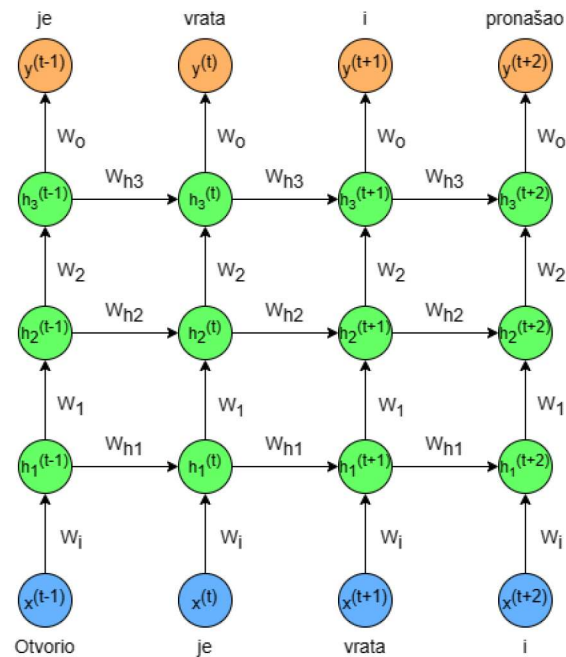 je vrata i pronašao
y(t-1) y(t) y(t+1) y(t+2)
Wo Wo Wo Wo
Wh3 Wh3 Wh3
h3(t-1) h3(t) h3(t+1) h3(t+2)
W2 W2 W2 W2
Wh2 Wh2 Wh2
h2(t-1) h2(t) h2(t+1) h2(t+2)
W1 W1 W1 W1
Wh1 Wh1 Wh1
h1(t-1) h1(t) h1(t+1) h1(t+2)
Wi Wi Wi Wi
x(t-1) x(t) x(t+1) x(t+2)
Otvorio je vrata i